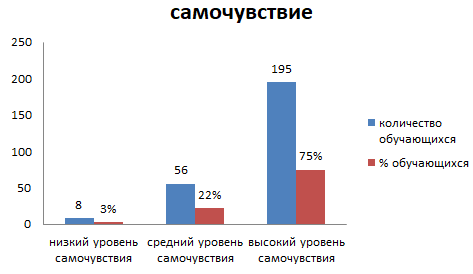 самочувствие
250
200
150
100
50
0
8
3%
56
22%
195
75%
низкий уровень
самочувствия
средний уровень
самочувствия
высокий уровень
самочувствия
количество
обучающихся
% обучающихся